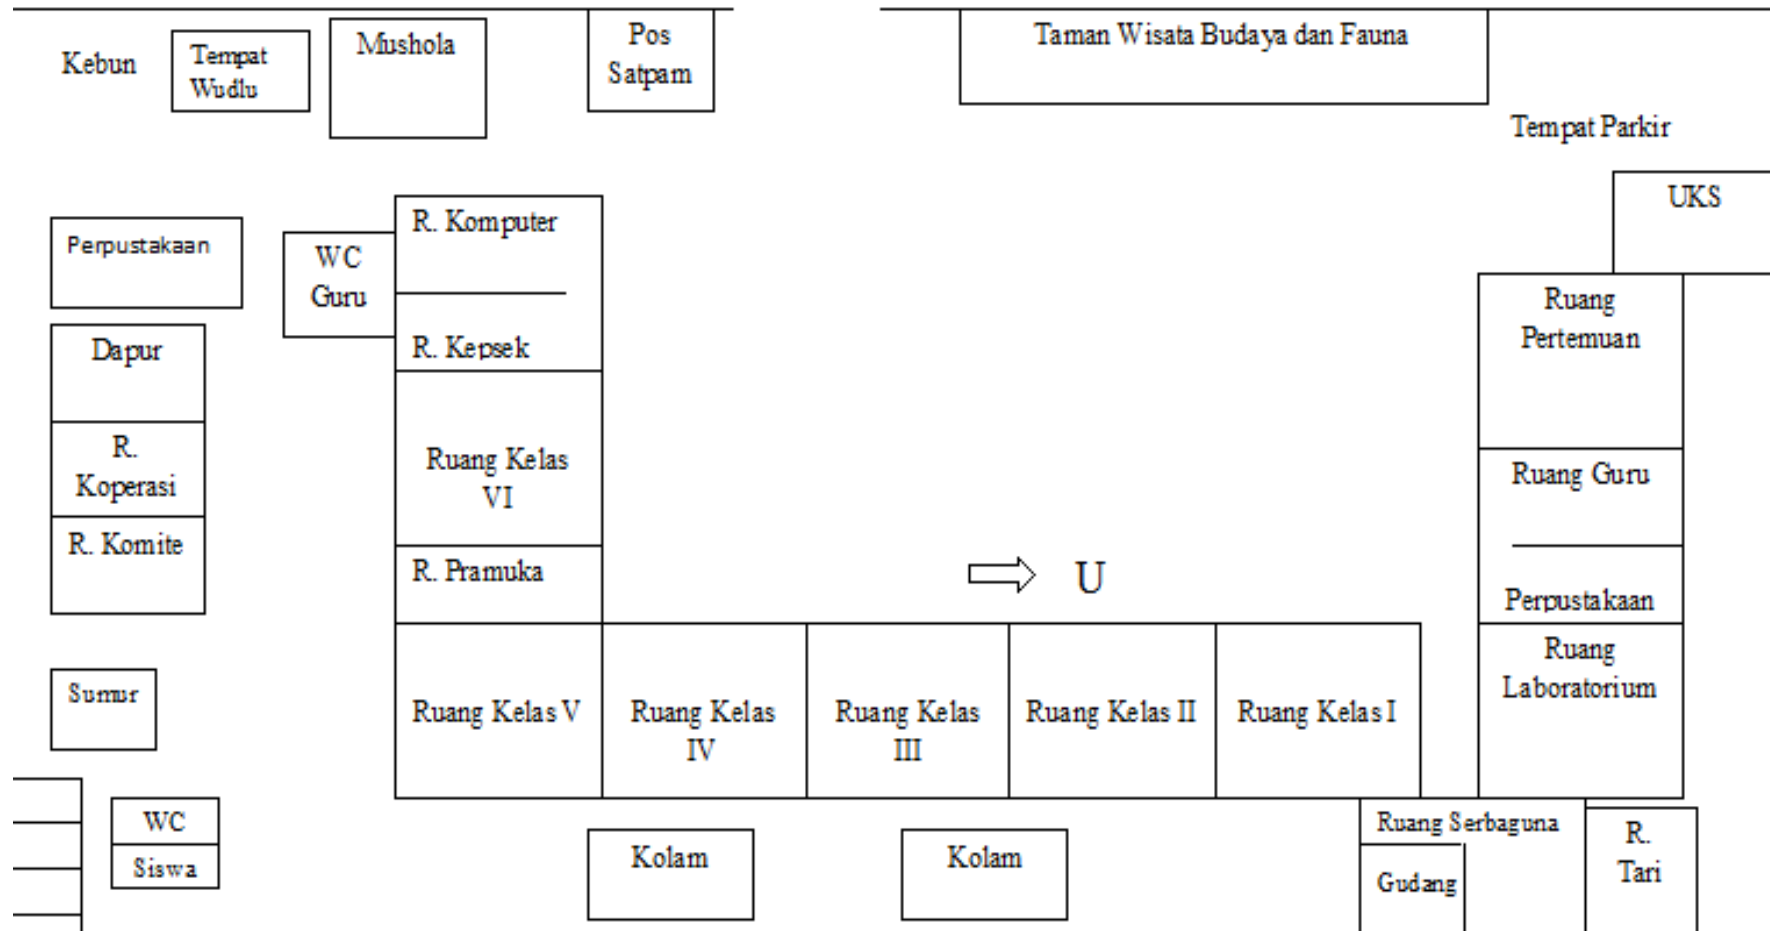 Kebun
Tempat
Wudlu
Mushola
Pos
Satpam
Taman Wisata Budaya dan Fauna
Tempat Parkir
UKS
Perpustakaan
WC
Guru
R. Komputer
R. Kepsek
Ruang
Pertemuan
Dapur
R.
Koperasi
R. Komite
Ruang Kelas
VI
R. Pramuka
U
Ruang Guru
Perpustakaan
Ruang
Laboratorium
Sumur
Ruang Kelas V
Ruang Kelas
IV
Ruang Kelas
III
Ruang Kelas II
Ruang Kelas I
WC
Siswa
Kolam
Kolam
Ruang Serbaguna
Gudang
R.
Tari